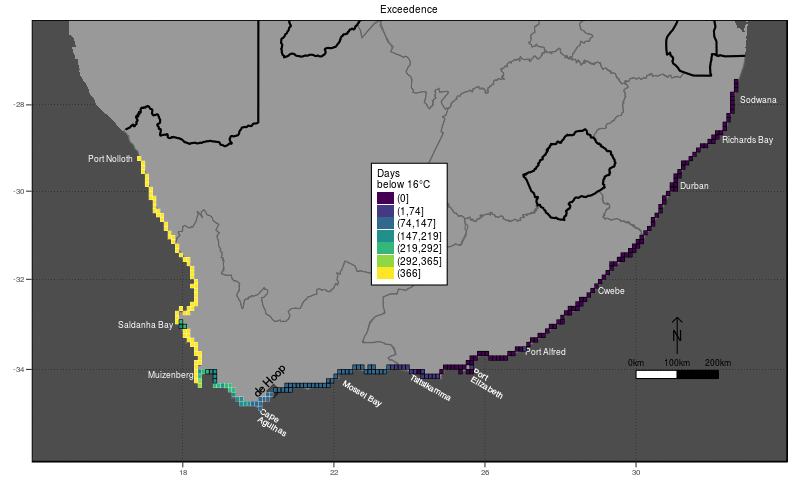 Exceedence
-28
-30
-32
-34
Sodwana
Richards Bay
Port Nolloth
Durban
Days
below 16°C
(0]
(1,74]
(74,147]
(147,219]
(219,292]
(292,365]
(366]
Cwebe
Saldanha Bay
N
Port Alfred
0km 100km 200km
Muizenberg
de Hoop
Mossel Bay
Tsitsikamma
Port
Elizabeth
Cape
Agulhas
18 22 26 30